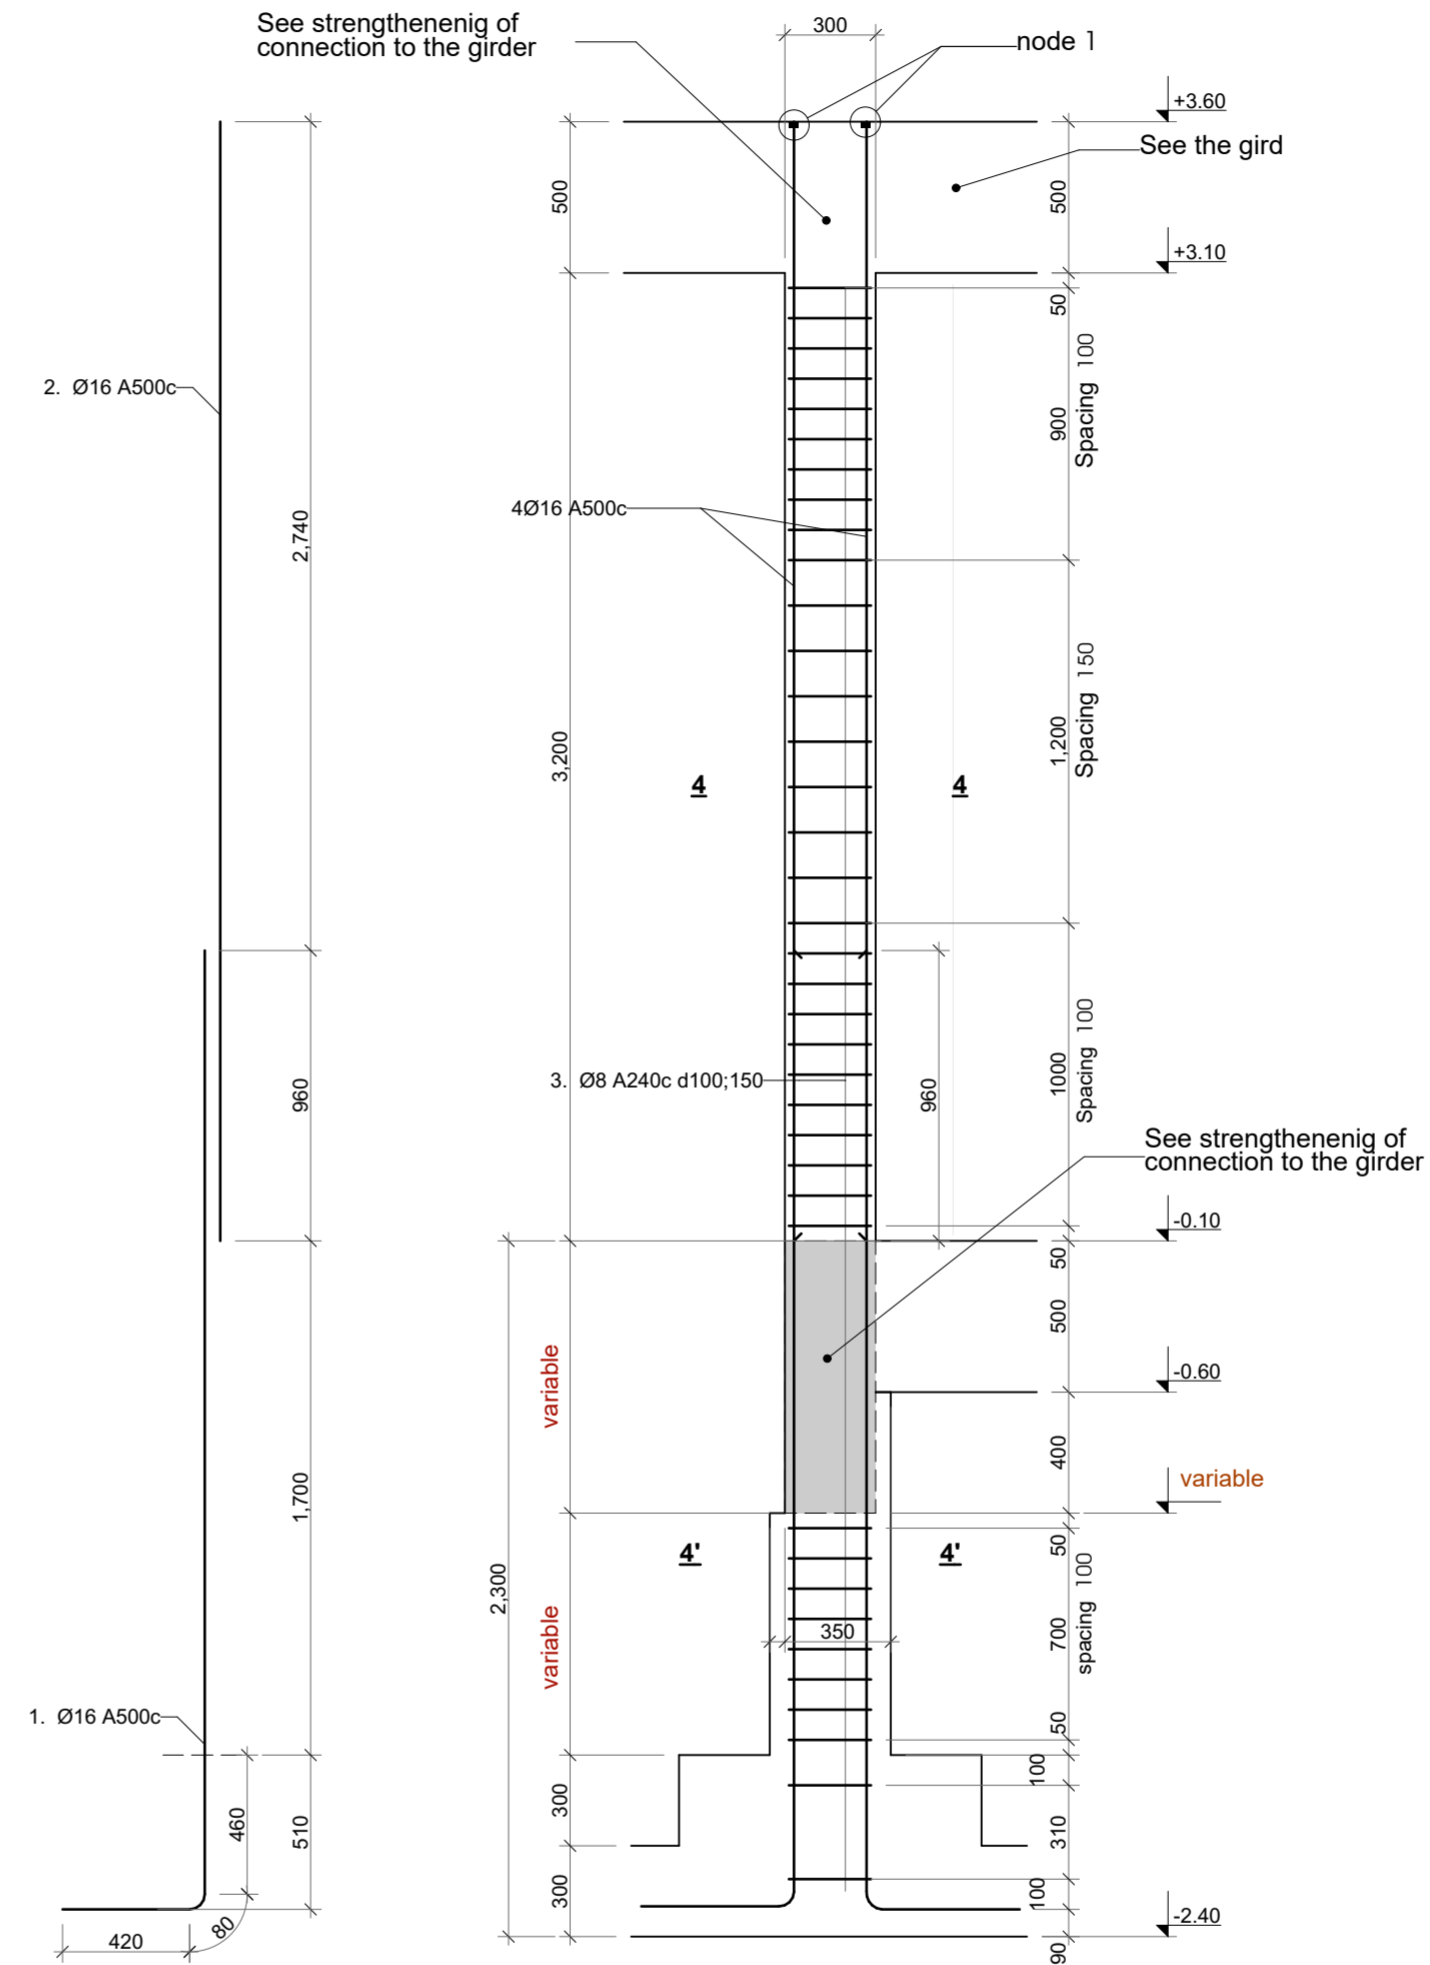 See strengthenenig of
connection to the girder
300
node 1
+3.60
See the gird
500
500
+3.10
50
2. Ø16 A500c
900
Spacing 100
2,740
4Ø16 A500c
3,200
4
4
1,200
Spacing 150
960
3. Ø8 A240c d100;150
960
1000
Spacing 100
See strengthenenig of
connection to the girder
-0.10
50
500
variable
-0.60
400
variable
1,700
4'
4'
50
2,300
variable
350
700
spacing 100
1. Ø16 A500c
50
100
460
510
300
310
300
100
420
80
-2.40
90